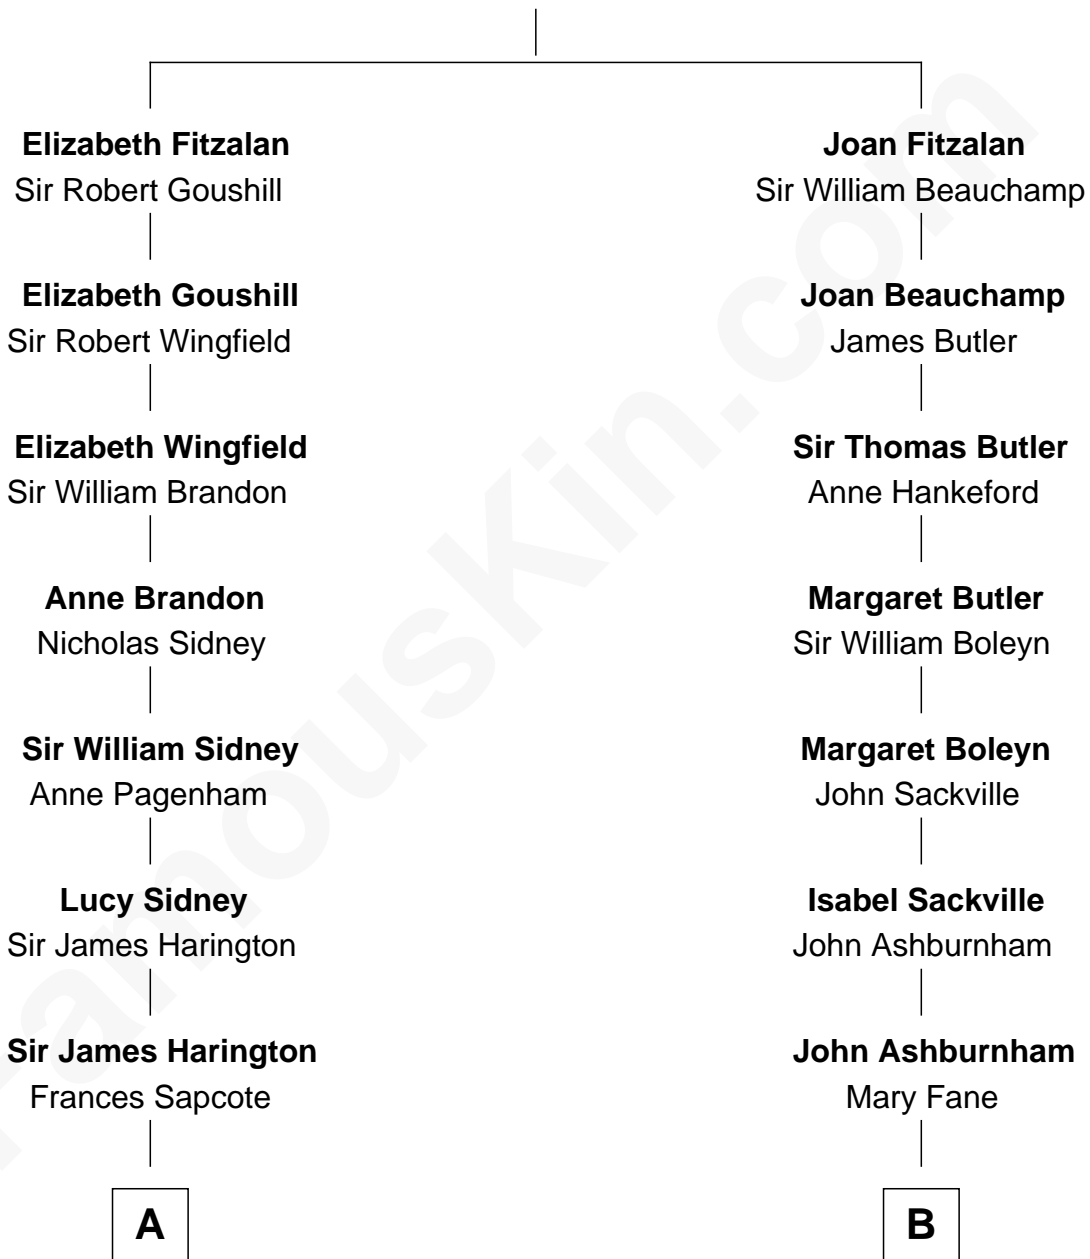 Elizabeth Fitzalan
Sir Robert Goushill
Elizabeth Goushill
Sir Robert Wingfield
Elizabeth Wingfield
Sir William Brandon
Anne Brandon
Nicholas Sidney
Sir William Sidney
Anne Pagenham
Lucy Sidney
Sir James Harington
Sir James Harington
Frances Sapcote
A
Joan Fitzalan
Sir William Beauchamp
Joan Beauchamp
James Butler
Sir Thomas Butler
Anne Hankeford
Margaret Butler
Sir William Boleyn
Margaret Boleyn
John Sackville
Isabel Sackville
John Ashburnham
John Ashburnham
Mary Fane
B
FamousKin.com